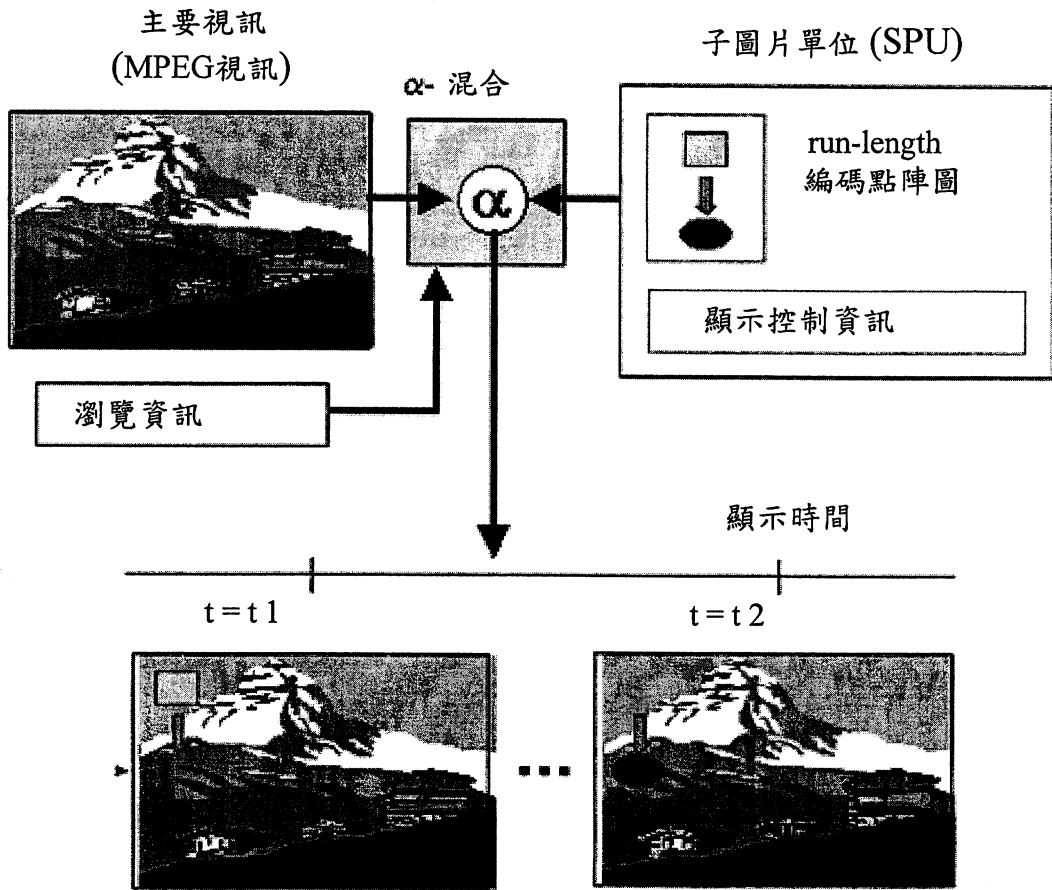 主要視訊
(MPEG視訊)
α- 混合
子圖片單位 (SPU)
α
run-length
編碼點陣圖
顯示控制資訊
瀏覽資訊
顯示時間
t = t 1
t = t 2